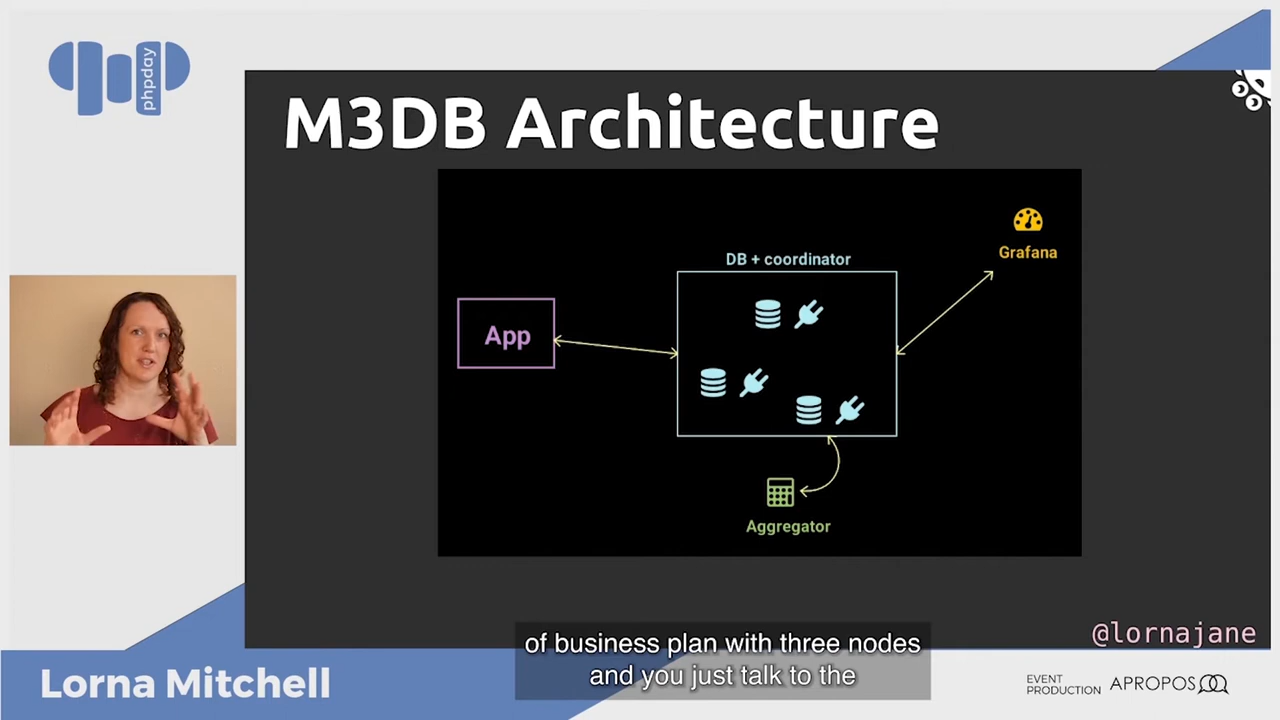 phpday
M3DB Architecture
DB + coordinator
Grafana
App
Aggregator
@lornajane
of business plan with three nodes
and you just talk to the
Lorna Mitchell
EVENT
PRODUCTION
APROPOS